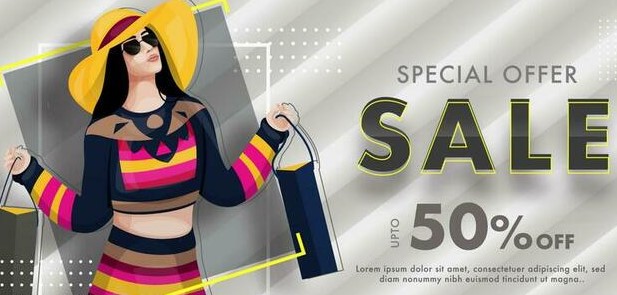 SPECIAL OFFER
SALE
UPTO 50% OFF
Lorem ipsum dolor sit amet, consectetuer adipiscing elit, sed
diam nonummy nibh euismod tincidunt ut magna..